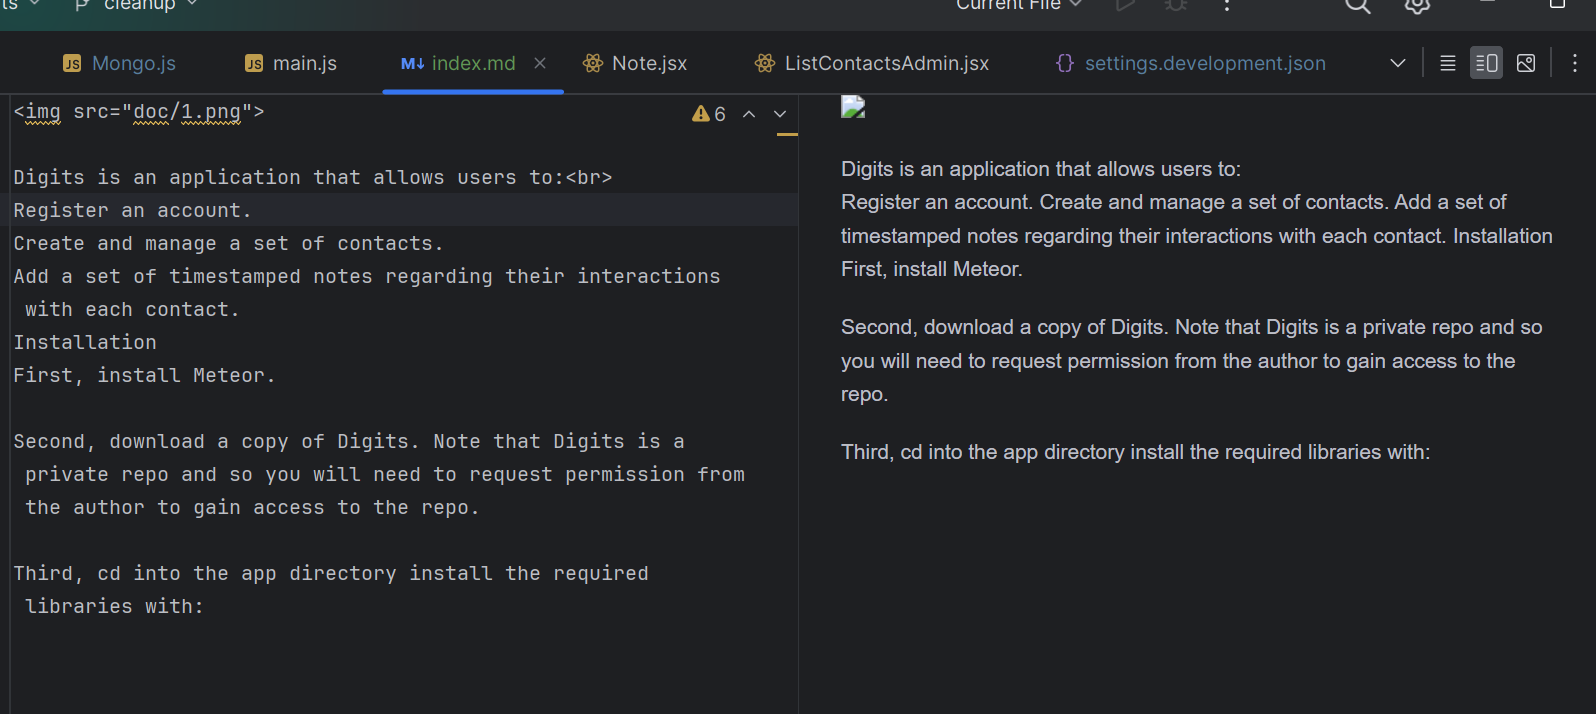 ts cleanup Current File
Mongo.js main.js index.md Note.jsx ListContactsAdmin.jsx settings.development.json
<img src="doc/1.png">
6
Digits is an application that allows users to:<br>
Register an account.
Create and manage a set of contacts.
Add a set of timestamped notes regarding their interactions
with each contact.
Installation
First, install Meteor.
Second, download a copy of Digits. Note that Digits is a
private repo and so you will need to request permission from
the author to gain access to the repo.
Third, cd into the app directory install the required
libraries with:
Digits is an application that allows users to:
Register an account. Create and manage a set of contacts. Add a set of
timestamped notes regarding their interactions with each contact. Installation
First, install Meteor.
Second, download a copy of Digits. Note that Digits is a private repo and so
you will need to request permission from the author to gain access to the
repo.
Third, cd into the app directory install the required libraries with: